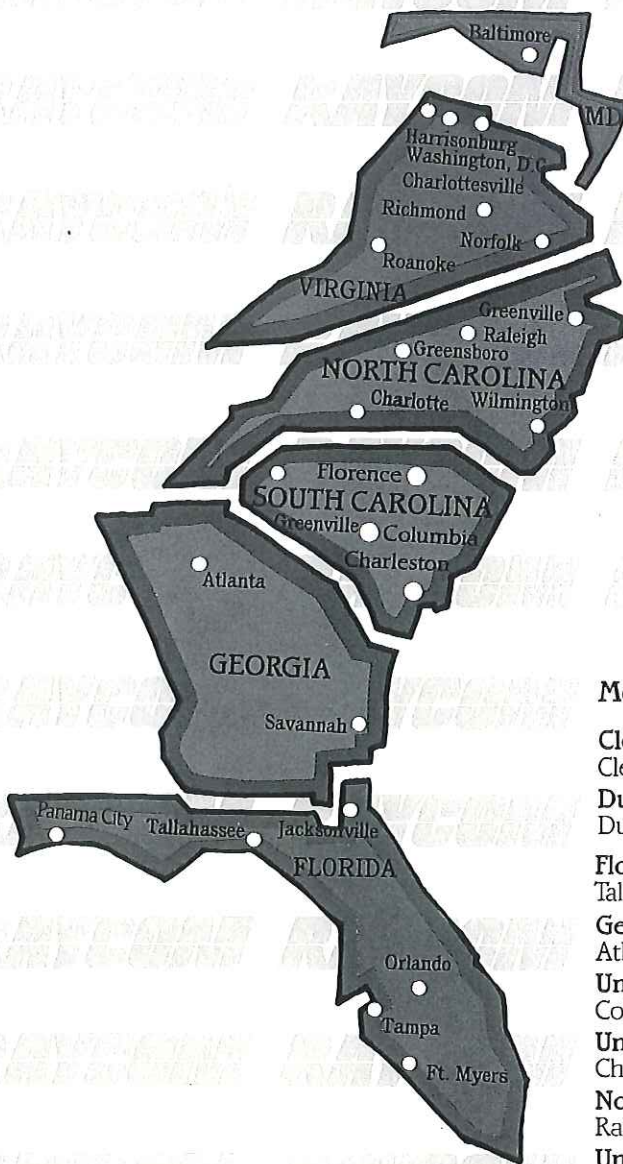 Baltimore
MD
Harrisonburg
Washington, D.C
Charlottesville
Richmond
Norfolk
Roanoke
VIRGINIA
Greenville
Raleigh
Greensboro
NORTH CAROLINA
Charlotte
Wilmington
Florence
SOUTH CAROLINA
Greenville
Columbia
Charleston
Atlanta
GEORGIA
Savannah
Panama City
Tallahassee
Jacksonville
FLORIDA
Orlando
Tampa
Ft. Myers